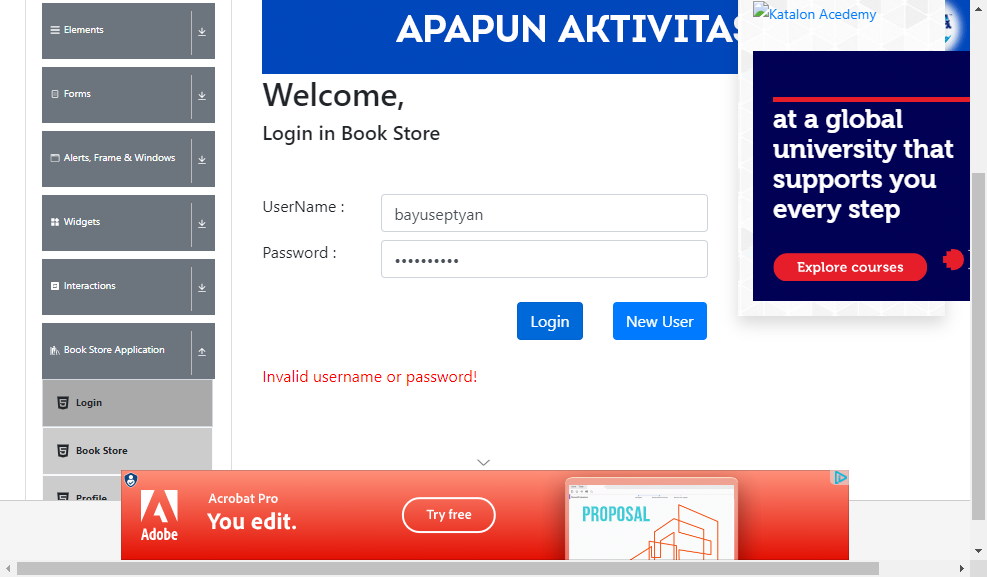 Elements
Forms
Alerts, Frame & Windows
Widgets
Interactions
Book Store Application
Login
Book Store
Profile
APAPUN AKTIVITAS
Welcome,
Login in Book Store
UserName :
bayuseptyan
Password :
••••••••••
Login
New User
Invalid username or password!
Katalon Acedemy
at a global
university that
supports you
every step
Explore courses
Adobe
Acrobat Pro
You edit.
Try free
PROPOSAL